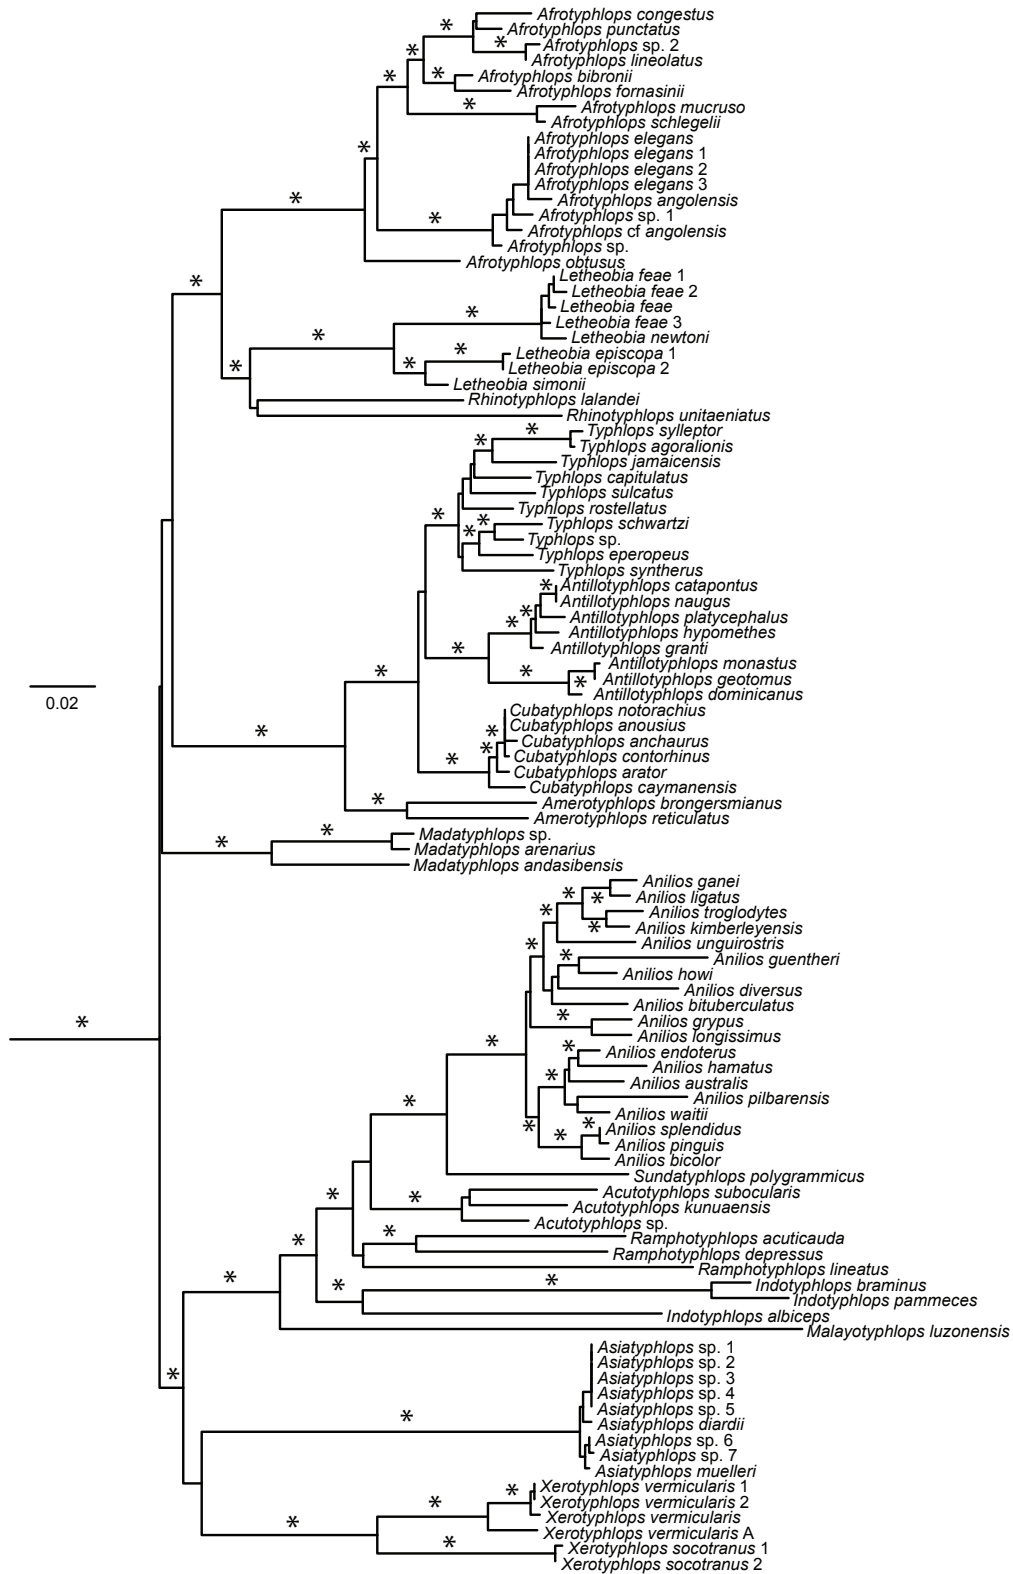 Afrotyphlops congestus
Afrotyphlops punctatus
Afrotyphlops sp. 2
Afrotyphlops lineolatus
Afrotyphlops bibronii
Afrotyphlops fornasinii
Afrotyphlops mucruso
Afrotyphlops schlegelii
Afrotyphlops elegans
Afrotyphlops elegans 1
Afrotyphlops elegans 2
Afrotyphlops elegans 3
Afrotyphlops angolensis
Afrotyphlops sp. 1
Afrotyphlops cf angolensis
Afrotyphlops sp.
Afrotyphlops obtusus
Letheobia feae 1
Letheobia feae 2
Letheobia feae
Letheobia feae 3
Letheobia newtoni
Letheobia episcopa 1
Letheobia episcopa 2
Letheobia simonii
Rhinotyphlops lalandei
Rhinotyphlops unitaeniatus
Typhlops sylleptor
Typhlops agoralionis
Typhlops jamaicensis
Typhlops capitulatus
Typhlops sulcatus
Typhlops rostellatus
Typhlops schwartzi
Typhlops sp.
Typhlops eperopeus
Typhlops syntherus
Antillotyphlops catapontus
Antillotyphlops naugus
Antillotyphlops platycephalus
Antillotyphlops hypomethes
Antillotyphlops granti
Antillotyphlops monastus
Antillotyphlops geotomus
Antillotyphlops dominicanus
0.02
Cubatyphlops notorachius
Cubatyphlops anousius
Cubatyphlops anchaurus
Cubatyphlops contorhinus
Cubatyphlops arator
Cubatyphlops caymanensis
Amerotyphlops brongersmianus
Amerotyphlops reticulatus
Madatyphlops sp.
Madatyphlops arenarius
Madatyphlops andasibensis
Anilios ganei
Anilios ligatus
Anilios troglodytes
Anilios kimberleyensis
Anilios unguirostris
Anilios guentheri
Anilios howi
Anilios diversus
Anilios bituberculatus
Anilios grypus
Anilios longissimus
Anilios endoterus
Anilios hamatus
Anilios australis
Anilios pilbarensis
Anilios waitii
Anilios splendidus
Anilios pinguis
Anilios bicolor
Sundatyphlops polygrammicus
Acutotyphlops subocularis
Acutotyphlops kunuaensis
Acutotyphlops sp.
Ramphotyphlops acuticauda
Ramphotyphlops depressus
Ramphotyphlops lineatus
Indotyphlops braminus
Indotyphlops pammeces
Indotyphlops albiceps
Malayotyphlops luzonensis
Asiatyphlops sp. 1
Asiatyphlops sp. 2
Asiatyphlops sp. 3
Asiatyphlops sp. 4
Asiatyphlops sp. 5
Asiatyphlops diardii
Asiatyphlops sp. 6
Asiatyphlops sp. 7
Asiatyphlops muelleri
Xerotyphlops vermicularis 1
Xerotyphlops vermicularis 2
Xerotyphlops vermicularis
Xerotyphlops vermicularis A
Xerotyphlops socotranus 1
Xerotyphlops socotranus 2